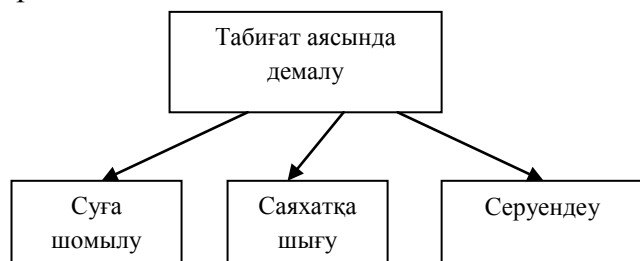 Табиғат аясында
демалу
Суға
шомылу
Саяхатқа
шығу
Серуендеу